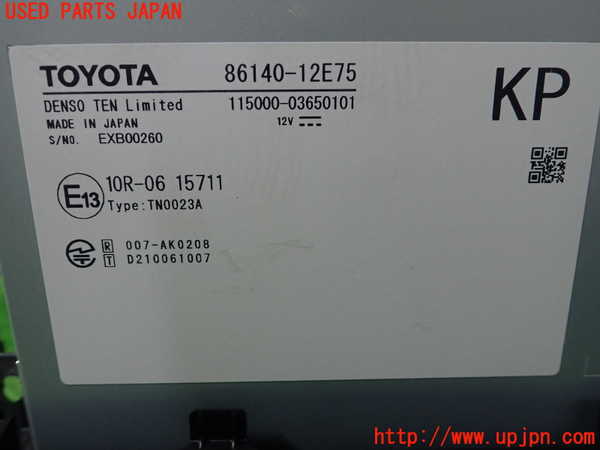 USED PARTS JAPAN
TOYOTA 86140-12E75
DENSO TEN Limited 115000-03650101
MADE IN JAPAN 12V
S/NO. EXB00260
KP
E13 10R-06 15711
Type:TN0023A
R 007-AK0208
T D210061007
UPJ
http://www.upjpn.com/